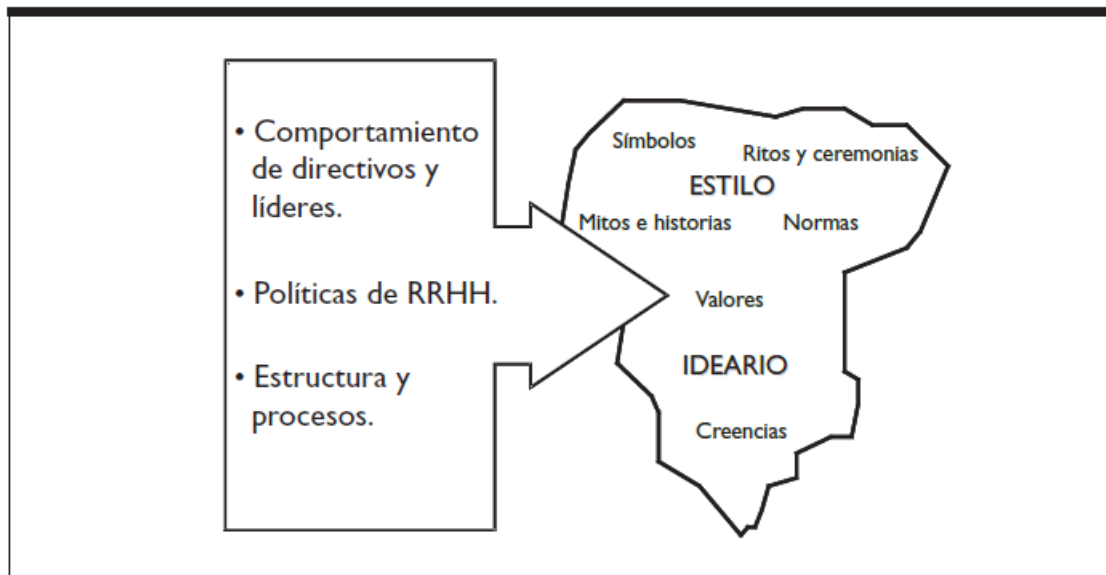 • Comportamiento
de directivos y
líderes.
• Políticas de RRHH.
• Estructura y
procesos.
Símbolos
Ritos y ceremonias
ESTILO
Mitos e historias
Normas
Valores
IDEARIO
Creencias